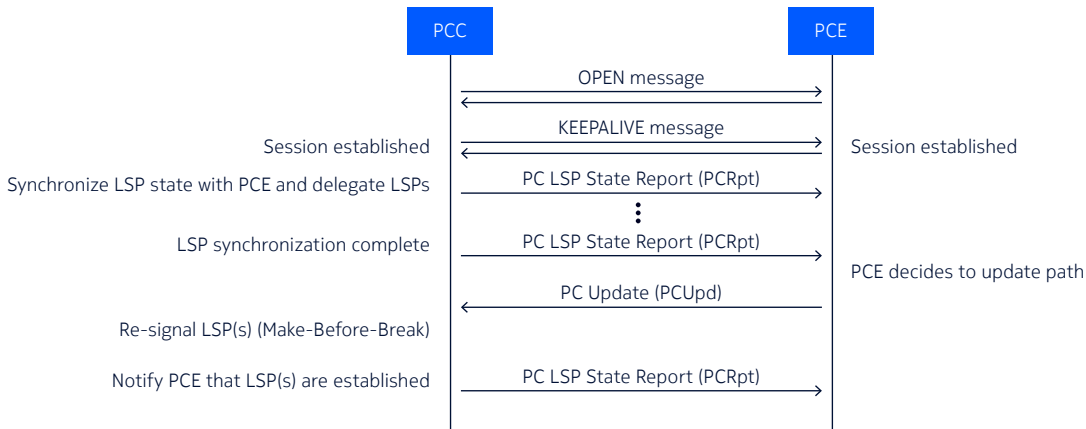 PCC
PCE
OPEN message
KEEPALIVE message
Session established
Session established
Synchronize LSP state with PCE and delegate LSPs
PC LSP State Report (PCRpt)
LSP synchronization complete
PC LSP State Report (PCRpt)
PCE decides to update path
PC Update (PCUpd)
Re-signal LSP(s) (Make-Before-Break)
Notify PCE that LSP(s) are established
PC LSP State Report (PCRpt)